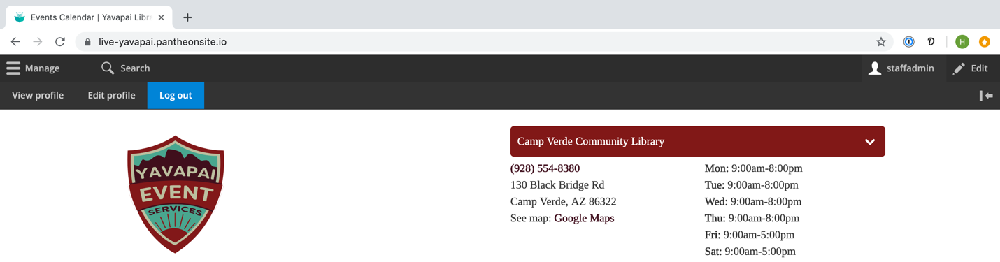 Events Calendar | Yavapai Libra
live-yavapai.pantheonsite.io
H
Manage
Search
staffadmin
Edit
View profile
Edit profile
Log out
YAVAPAI
EVENT
SERVICES
Camp Verde Community Library
(928) 554-8380
130 Black Bridge Rd
Camp Verde, AZ 86322
See map: Google Maps
Mon: 9:00am-8:00pm
Tue: 9:00am-8:00pm
Wed: 9:00am-8:00pm
Thu: 9:00am-8:00pm
Fri: 9:00am-5:00pm
Sat: 9:00am-5:00pm